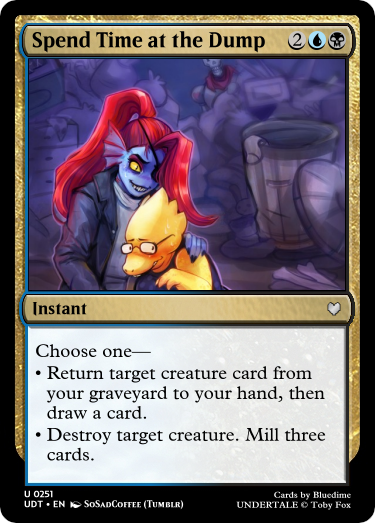 Spend Time at the Dump 2
Instant
Choose one—
• Return target creature card from
your graveyard to your hand, then
draw a card.
• Destroy target creature. Mill three
cards.
U 0251
UDT • EN SoSadCoffee (Tumblr)
Cards by Bluedime
UNDERTALE © Toby Fox